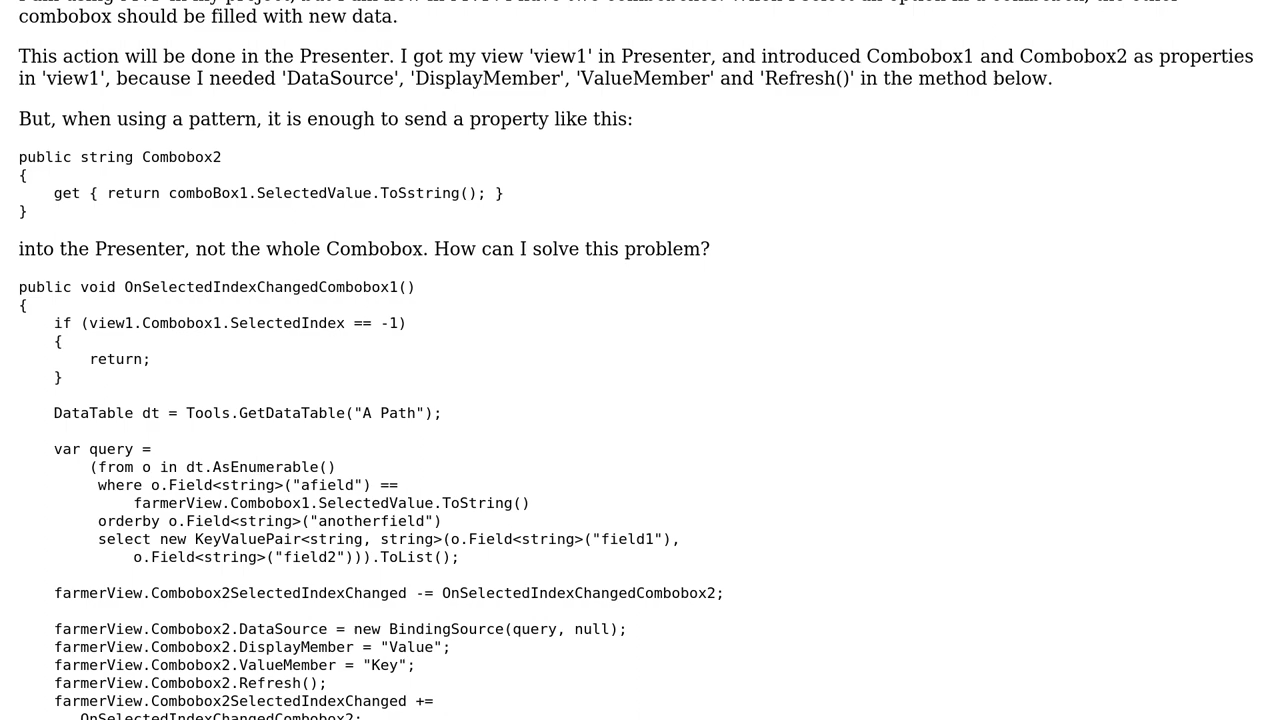 combobox should be filled with new data.
This action will be done in the Presenter. I got my view 'view1' in Presenter, and introduced Combobox1 and Combobox2 as properties
in 'view1', because I needed 'DataSource', 'DisplayMember', 'ValueMember' and 'Refresh()' in the method below.
But, when using a pattern, it is enough to send a property like this:
public string Combobox2
{
    get { return comboBox1.SelectedValue.ToSstring(); }
}
into the Presenter, not the whole Combobox. How can I solve this problem?
public void OnSelectedIndexChangedCombobox1()
{
    if (view1.Combobox1.SelectedIndex == -1)
    {
        return;
    }
    DataTable dt = Tools.GetDataTable("A Path");
    var query =
        (from o in dt.AsEnumerable()
         where o.Field<string>("afield") ==
             farmerView.Combobox1.SelectedValue.ToString()
         orderby o.Field<string>("anotherfield")
         select new KeyValuePair<string, string>(o.Field<string>("field1"),
             o.Field<string>("field2"))).ToList();
    farmerView.Combobox2SelectedIndexChanged -= OnSelectedIndexChangedCombobox2;
    farmerView.Combobox2.DataSource = new BindingSource(query, null);
    farmerView.Combobox2.DisplayMember = "Value";
    farmerView.Combobox2.ValueMember = "Key";
    farmerView.Combobox2.Refresh();
    farmerView.Combobox2SelectedIndexChanged +=
       OnSelectedIndexChangedCombobox2;